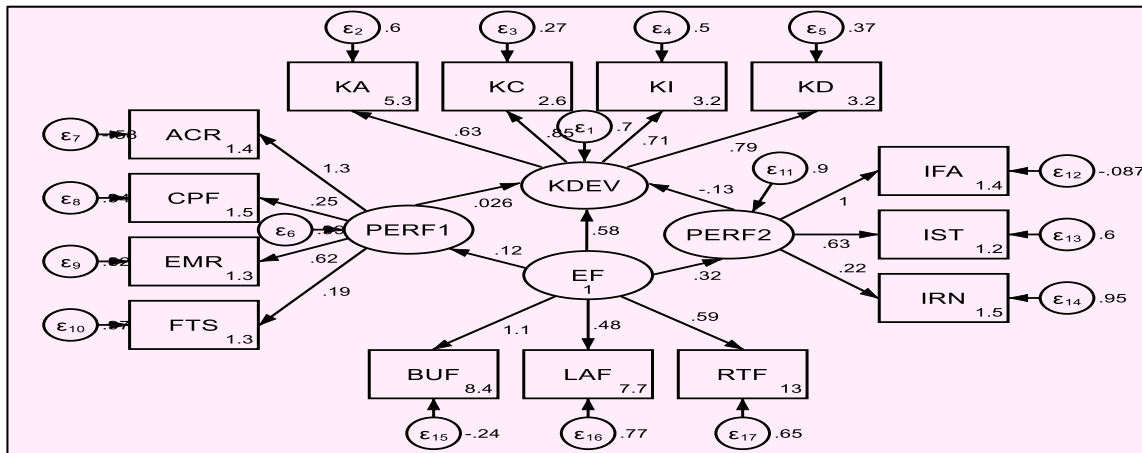 ε2 .6
ε3 .27
ε4 .5
ε5 .37
KA 5.3
KC 2.6
KI 3.2
KD 3.2
ε7
ACR 1.4
.63
.85
ε1 .7
.71
.79
1.3
ε11 .9
IFA 1.4
ε12 -.087
ε8
CPF 1.5
.25
KDEV
-.13
1
.026
ε6
PERF1
PERF2
.63
IST 1.2
ε13 .6
ε9
EMR 1.3
.62
.12
.58
EF 1
.32
.22
IRN 1.5
ε14 .95
ε10
FTS 1.3
.19
1.1
.48
.59
BUF 8.4
LAF 7.7
RTF 13
ε15 -.24
ε16 .77
ε17 .65